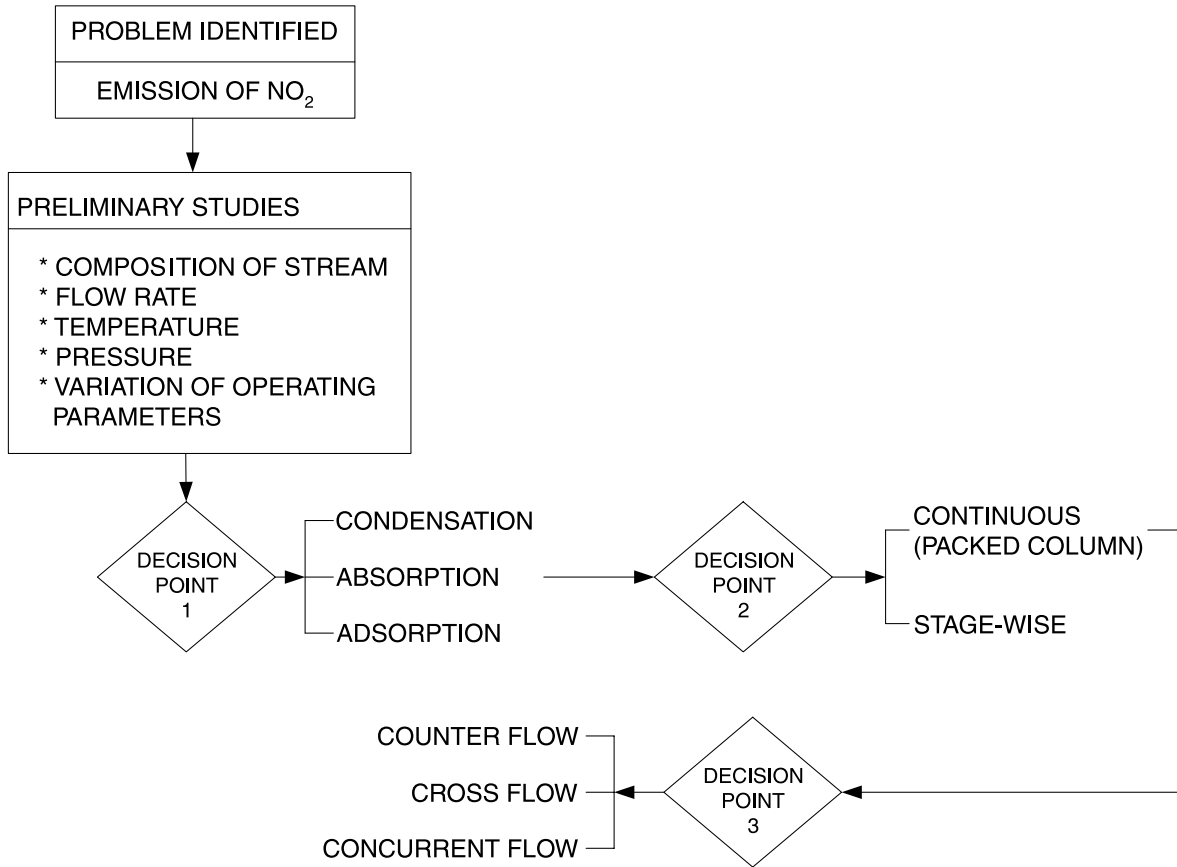 PROBLEM IDENTIFIED
EMISSION OF NO₂
PRELIMINARY STUDIES
* COMPOSITION OF STREAM
* FLOW RATE
* TEMPERATURE
* PRESSURE
* VARIATION OF OPERATING
PARAMETERS
DECISION
POINT
1
CONDENSATION
ABSORPTION
ADSORPTION
DECISION
POINT
2
CONTINUOUS
(PACKED COLUMN)
STAGE-WISE
DECISION
POINT
3
COUNTER FLOW
CROSS FLOW
CONCURRENT FLOW